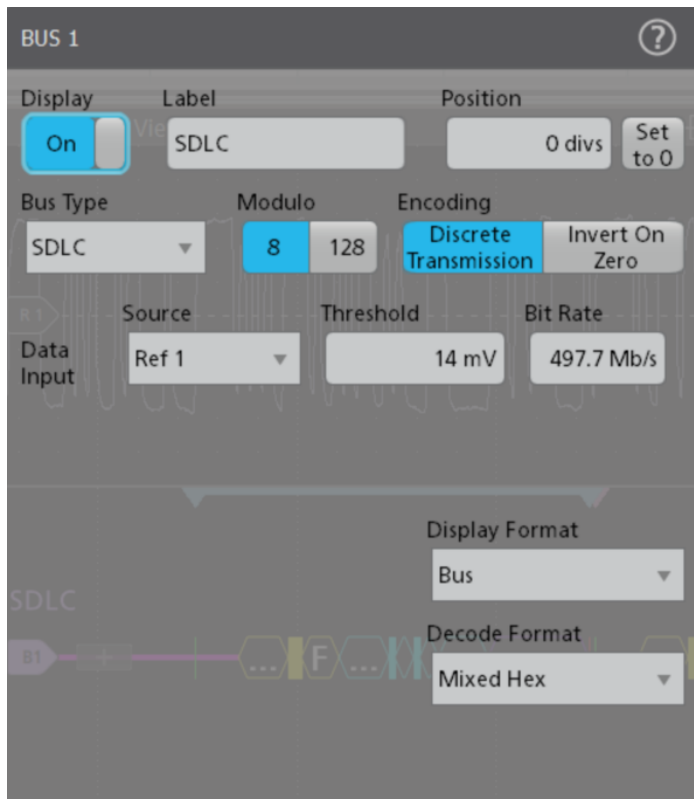 BUS 1
?
Display
Label
Position
On
Vie
SDLC
0 divs
Set
to 0
Bus Type
Modulo
Encoding
SDLC
8
128
Discrete
Transmission
Invert On
Zero
R 1
Source
Threshold
Bit Rate
Data
Input
Ref 1
14 mV
497.7 Mb/s
Display Format
Bus
SDLC
Decode Format
B1
+
...
F
...
Mixed Hex